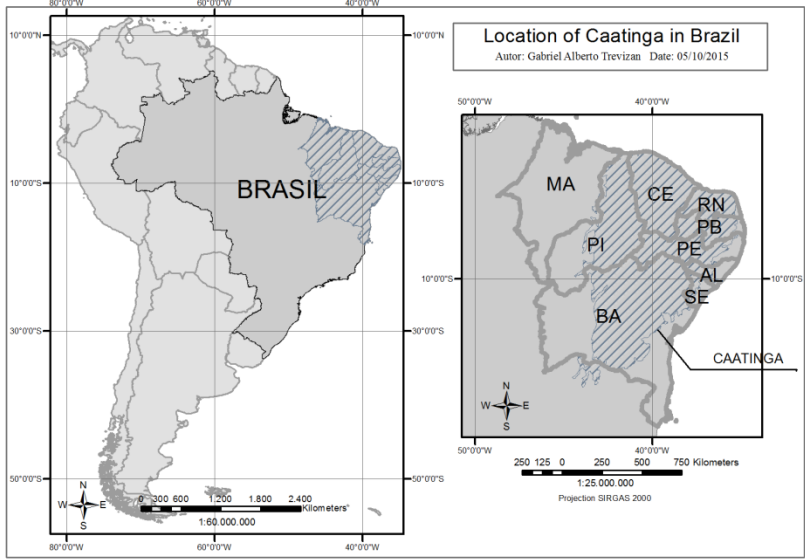 Location of Caatinga in Brazil
Autor: Gabriel Alberto Trevizan Date: 05/10/2015
80°0'0"W 60°0'0"W 40°0'0"W
10°0'0"N
10°0'0"N
10°0'0"S
10°0'0"S
30°0'0"S
30°0'0"S
50°0'0"S
50°0'0"S
BRASIL
N
W E
S
0 300 600 1.200 1.800 2.400
Kilometers
1:60.000.000
80°0'0"W 60°0'0"W 40°0'0"W
50°0'0"W 40°0'0"W
MA
CE
RN
PB
PI
PE
AL
SE
BA
10°0'0"S
10°0'0"S
CAATINGA
N
W E
S
50°0'0"W 40°0'0"W
250 125 0 250 500 750 Kilometers
1:25.000.000
Projection SIRGAS 2000